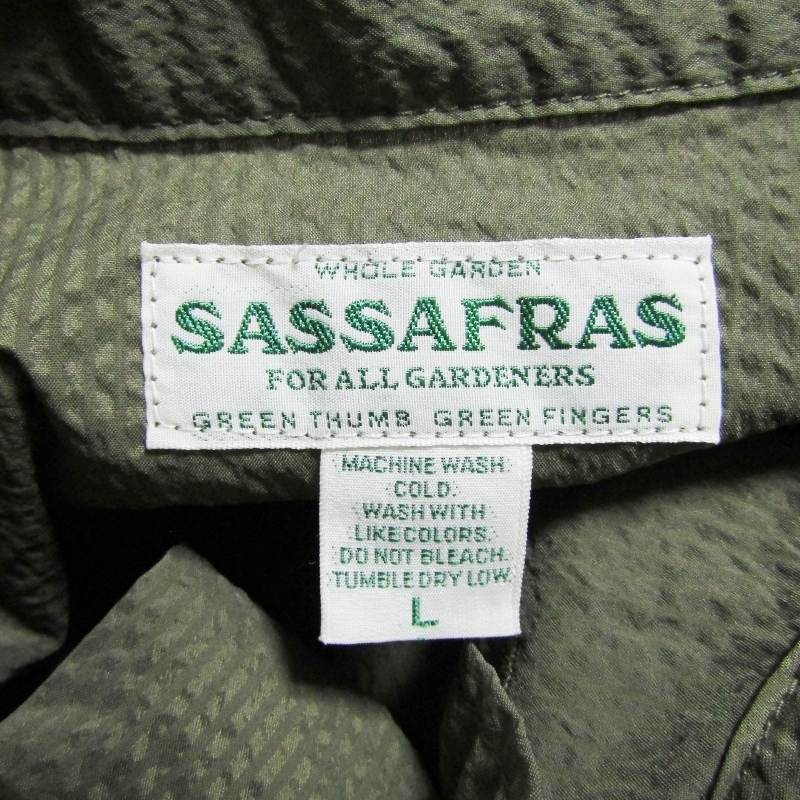 WHOLE GARDEN
SASSAFRAS
FOR ALL GARDENERS
GREEN THUMB GREEN FINGERS
MACHINE WASH
COLD.
WASH WITH
LIKE COLORS.
DO NOT BLEACH.
TUMBLE DRY LOW.
L